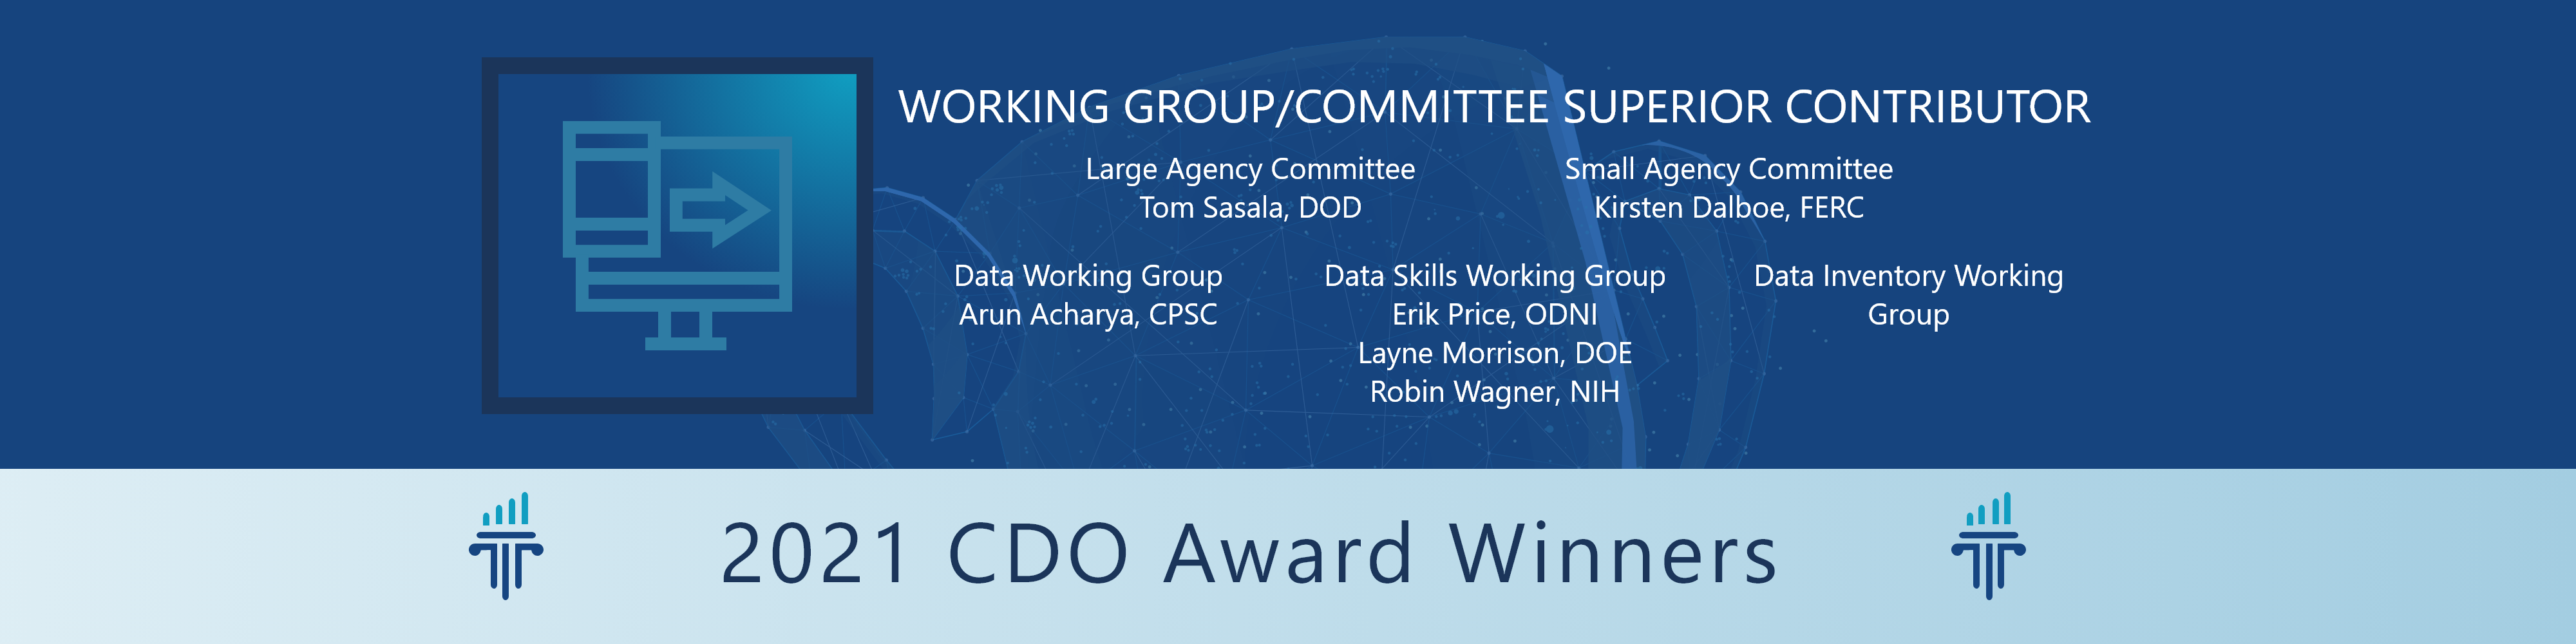 WORKING GROUP/COMMITTEE SUPERIOR CONTRIBUTOR
Large Agency Committee
Tom Sasala, DOD
Small Agency Committee
Kirsten Dalboe, FERC
Data Working Group
Arun Acharya, CPSC
Data Skills Working Group
Erik Price, ODNI
Layne Morrison, DOE
Robin Wagner, NIH
Data Inventory Working
Group
2021 CDO Award Winners